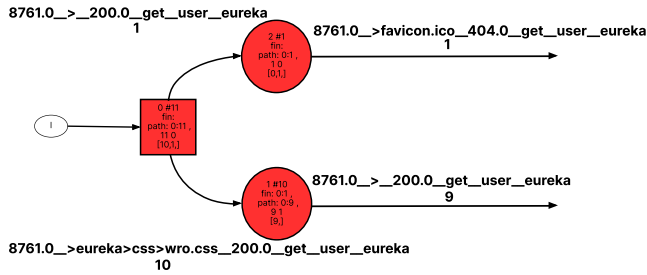 8761.0__>__200.0__get__user__eureka
1
2 #1
fin:
path: 0:1 ,
1 0
[0,1,]
8761.0__>favicon.ico__404.0__get__user__eureka
1
I
0 #11
fin:
path: 0:11 ,
11 0
[10,1,]
1 #10
fin: 0:1 ,
path: 0:9 ,
9 1
[9,]
8761.0__>__200.0__get__user__eureka
9
8761.0__>eureka>css>wro.css__200.0__get__user__eureka
10